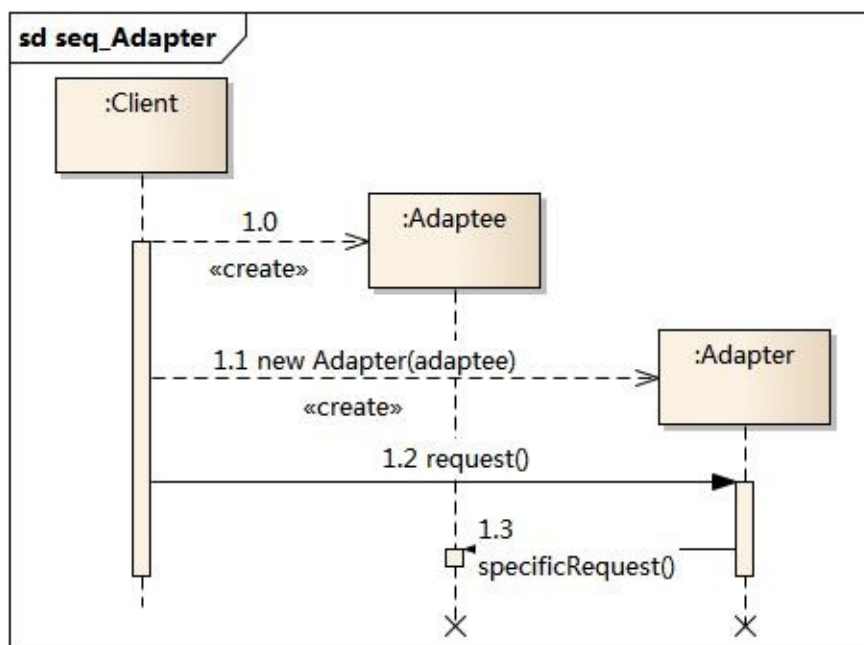 sd seq_Adapter
:Client
1.0
:Adaptee
«create»
1.1 new Adapter(adaptee)
:Adapter
«create»
1.2 request()
1.3
specificRequest()